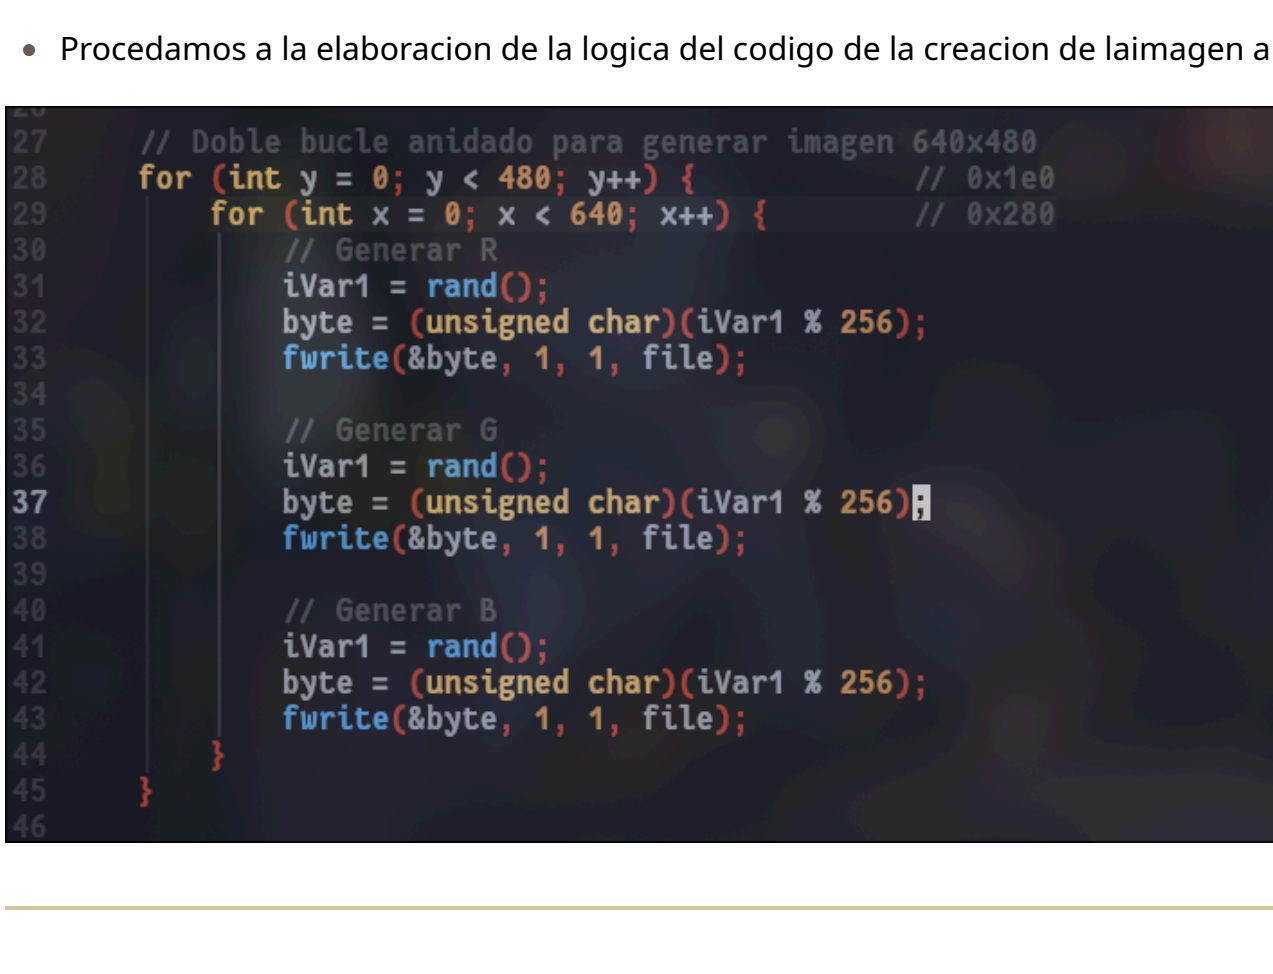 Procedamos a la elaboracion de la logica del codigo de la creacion de laimagen a
27 // Doble bucle anidado para generar imagen 640x480
28 for (int y = 0; y < 480; y++) { // 0x1e0
29 for (int x = 0; x < 640; x++) { // 0x280
30 // Generar R
31 iVar1 = rand();
32 byte = (unsigned char)(iVar1 % 256);
33 fwrite(&byte, 1, 1, file);
34
35 // Generar G
36 iVar1 = rand();
37 byte = (unsigned char)(iVar1 % 256);
38 fwrite(&byte, 1, 1, file);
39
40 // Generar B
41 iVar1 = rand();
42 byte = (unsigned char)(iVar1 % 256);
43 fwrite(&byte, 1, 1, file);
44 }
45 }
46